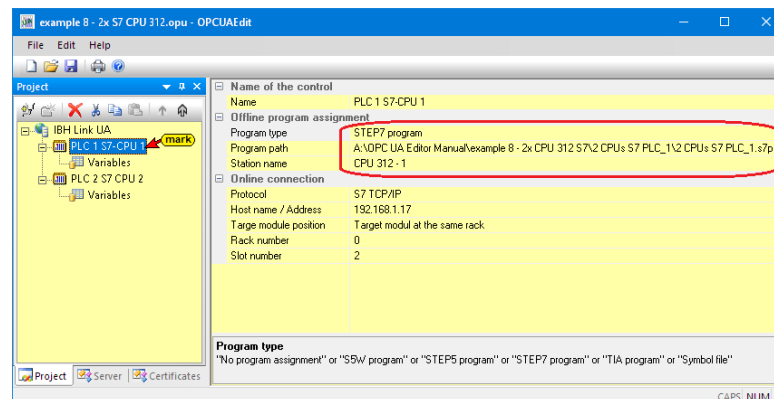 example 8 - 2x S7 CPU 312.opu - OPCUAEdit
File Edit Help
Project
IBH Link UA
PLC 1 S7-CPU 1
mark)
Variables
PLC 2 S7 CPU 2
Variables
Project Server Certificates
Name of the control
Name PLC 1 S7-CPU 1
Offline program assignment
Program type STEP7 program
Program path A:\OPC UA Editor Manual\example 8 - 2x CPU 312 S7\2 CPUs S7 PLC_1\2 CPUs S7 PLC_1.s7p
Station name CPU 312 - 1
Online connection
Protocol S7 TCP/IP
Host name / Address 192.168.1.17
Targe module position Target modul at the same rack
Rack number 0
Slot number 2
Program type
"No program assignment" or "S5W program" or "STEP5 program" or "STEP7 program" or "TIA program" or "Symbol file"
CAPS NUM